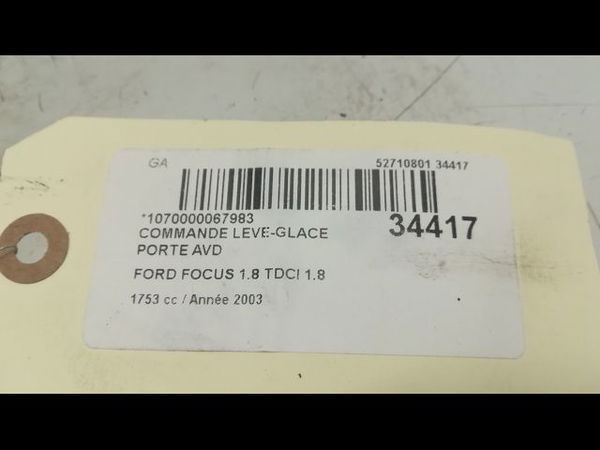 GA 52710801 34417
*1070000067983
34417
COMMANDE LEVE-GLACE
PORTE AVD
FORD FOCUS 1.8 TDCI 1.8
1753 cc / Année 2003